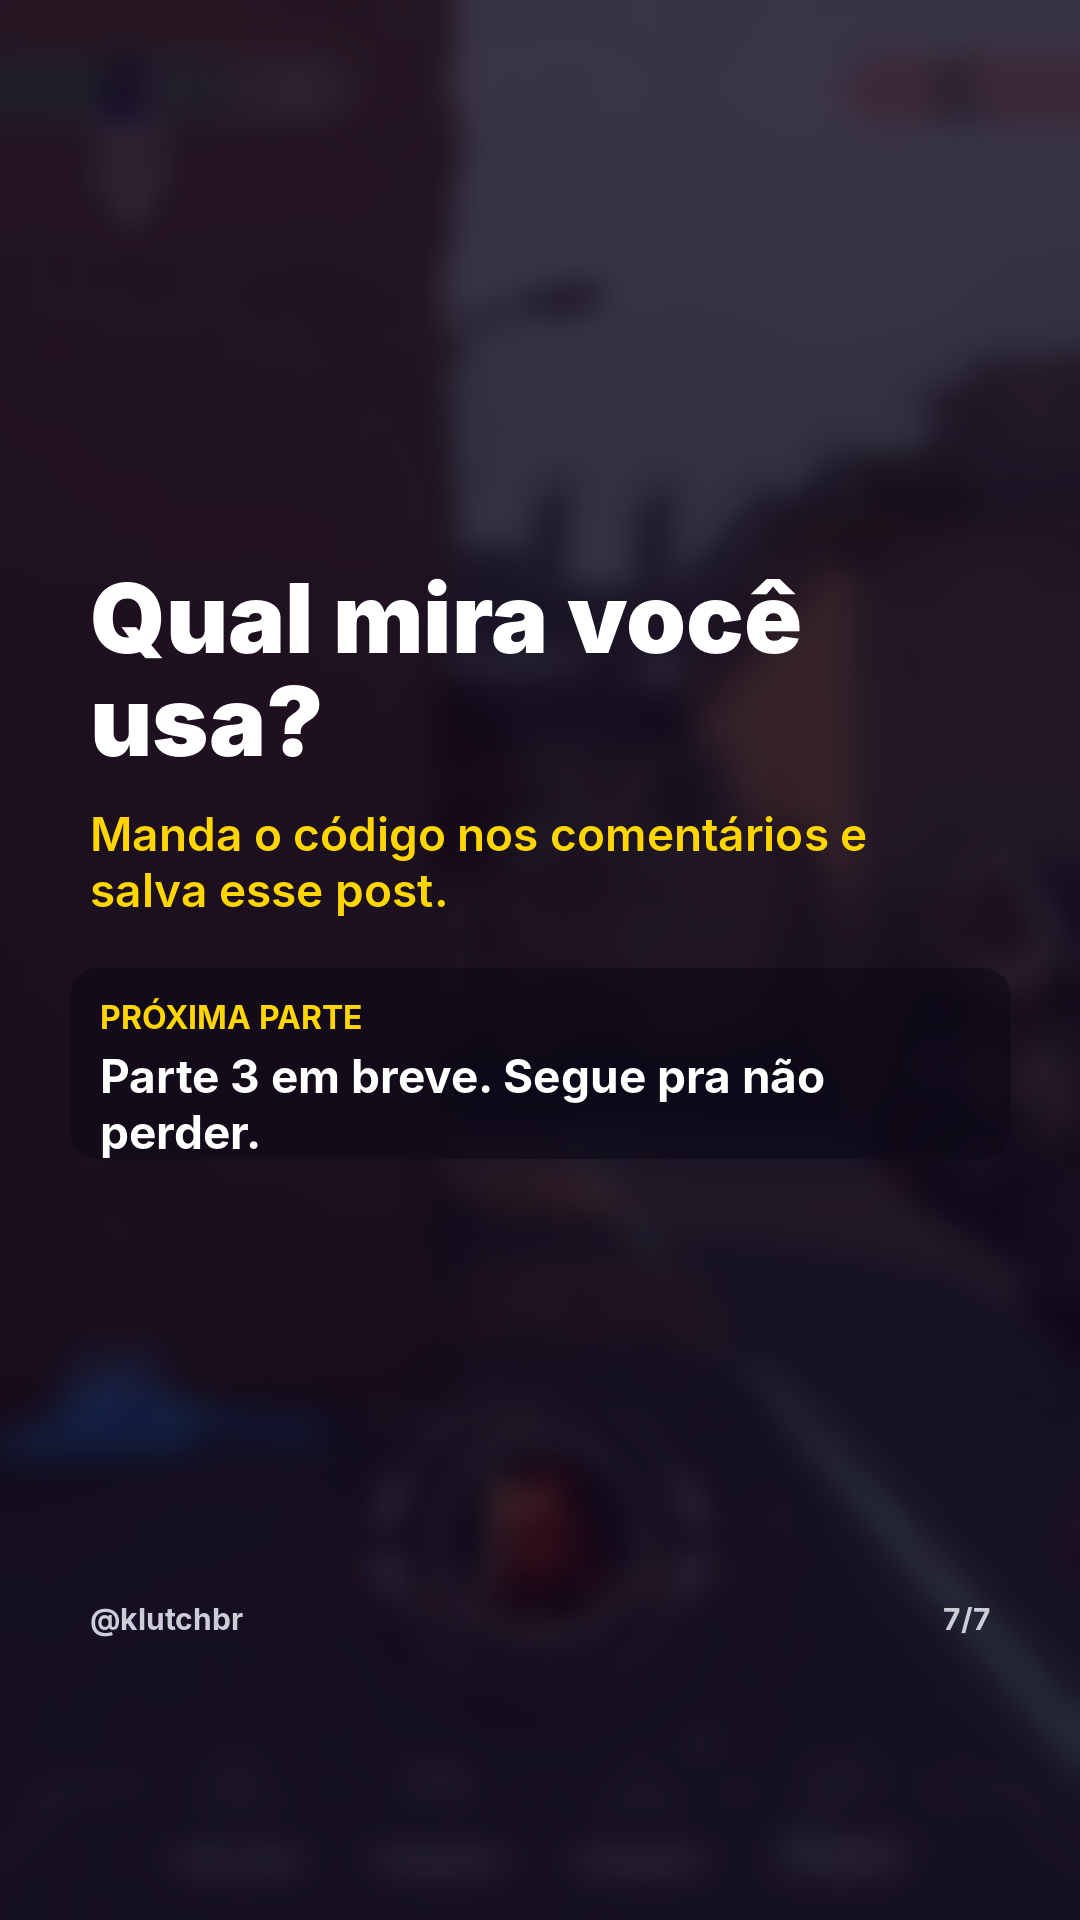 Qual mira você
usa?
Manda o código nos comentários e
salva esse post.
PRÓXIMA PARTE
Parte 3 em breve. Segue pra não
perder.
@klutchbr
7/7